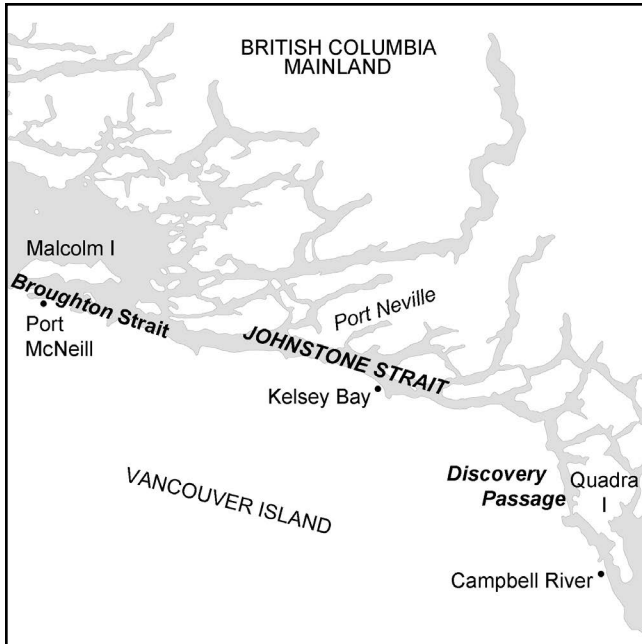 BRITISH COLUMBIA
MAINLAND
Malcolm I
Broughton Strait
Port
McNeill
Port Neville
JOHNSTONE STRAIT
Kelsey Bay
VANCOUVER ISLAND
Discovery
Passage
Quadra
I
Campbell River